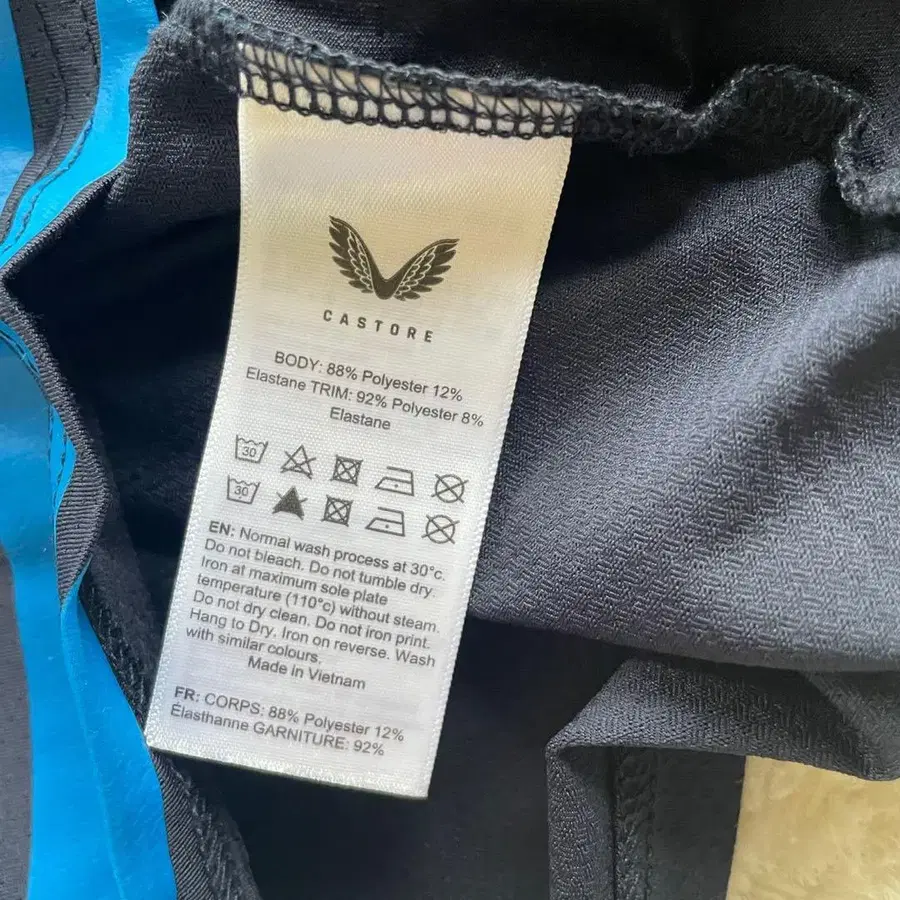 CASTORE
BODY: 88% Polyester 12%
Elastane TRIM: 92% Polyester 8%
Elastane
30
30
EN: Normal wash process at 30°c.
Do not bleach. Do not tumble dry.
Iron at maximum sole plate
temperature (110°c) without steam.
Do not dry clean. Do not iron print.
Hang to Dry. Iron on reverse. Wash
with similar colours.
Made in Vietnam
FR: CORPS: 88% Polyester 12%
Élasthanne GARNITURE: 92%